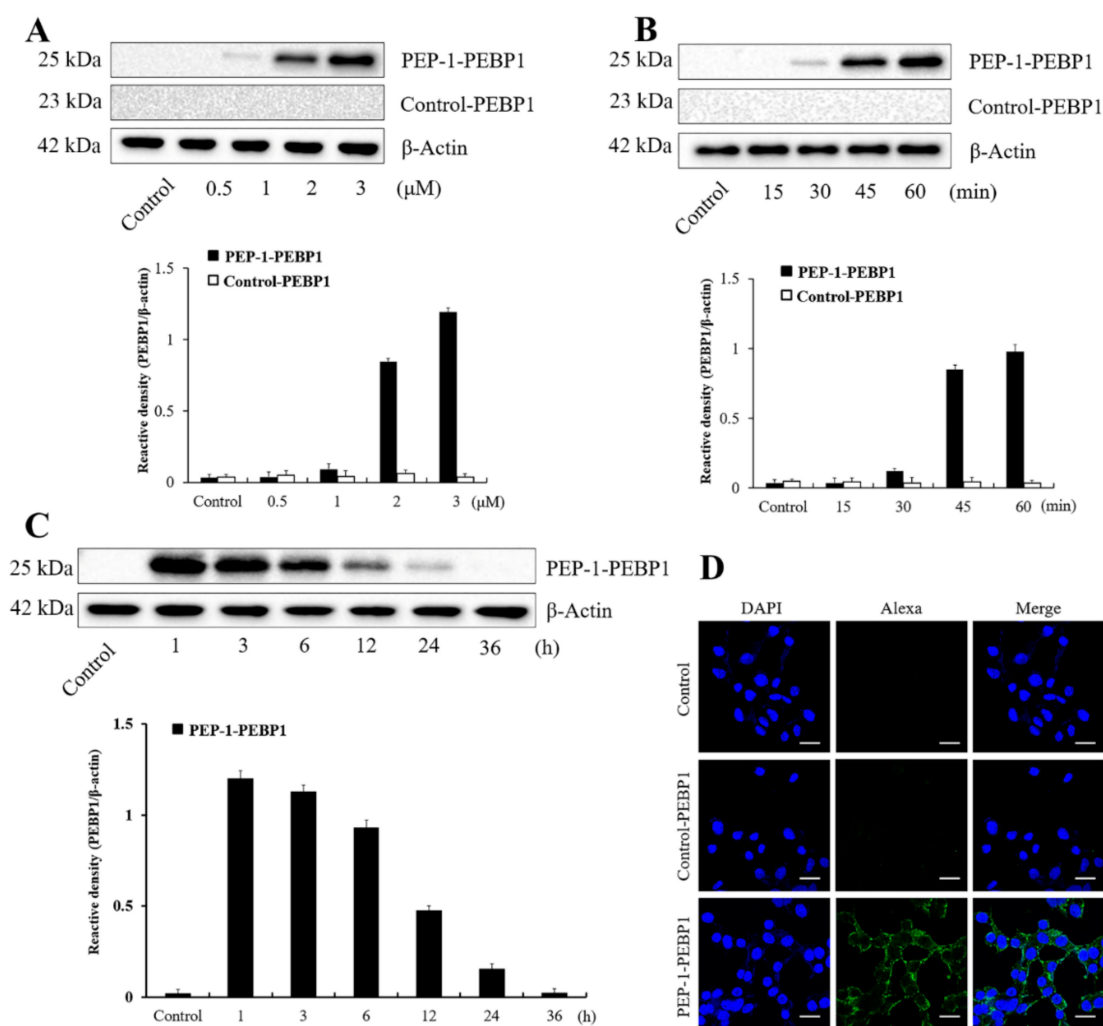 A
25 kDa
PEP-1-PEBP1
23 kDa
Control-PEBP1
42 kDa
β-Actin
Control 0.5 1 2 3 (μM)
PEP-1-PEBP1
Control-PEBP1
Reactive density (PEBP1/β-actin)
1.5
1
0.5
0
Control 0.5 1 2 3 (μM)
B
25 kDa
PEP-1-PEBP1
23 kDa
Control-PEBP1
42 kDa
β-Actin
Control 15 30 45 60 (min)
PEP-1-PEBP1
Control-PEBP1
Reactive density (PEBP1/β-actin)
1.5
1
0.5
0
Control 15 30 45 60 (min)
C
25 kDa
PEP-1-PEBP1
42 kDa
β-Actin
Control 1 3 6 12 24 36 (h)
PEP-1-PEBP1
Reactive density (PEBP1/β-actin)
1.5
1
0.5
0
Control 1 3 6 12 24 36 (h)
D
DAPI Alexa Merge
Control
Control-PEBP1
PEP-1-PEBP1